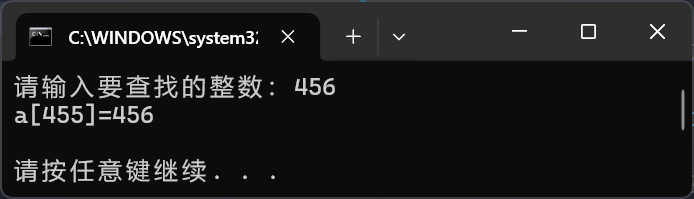 C:\WINDOWS\system32
请输入要查找的整数: 456
a[455]=456
请按任意键继续. . .